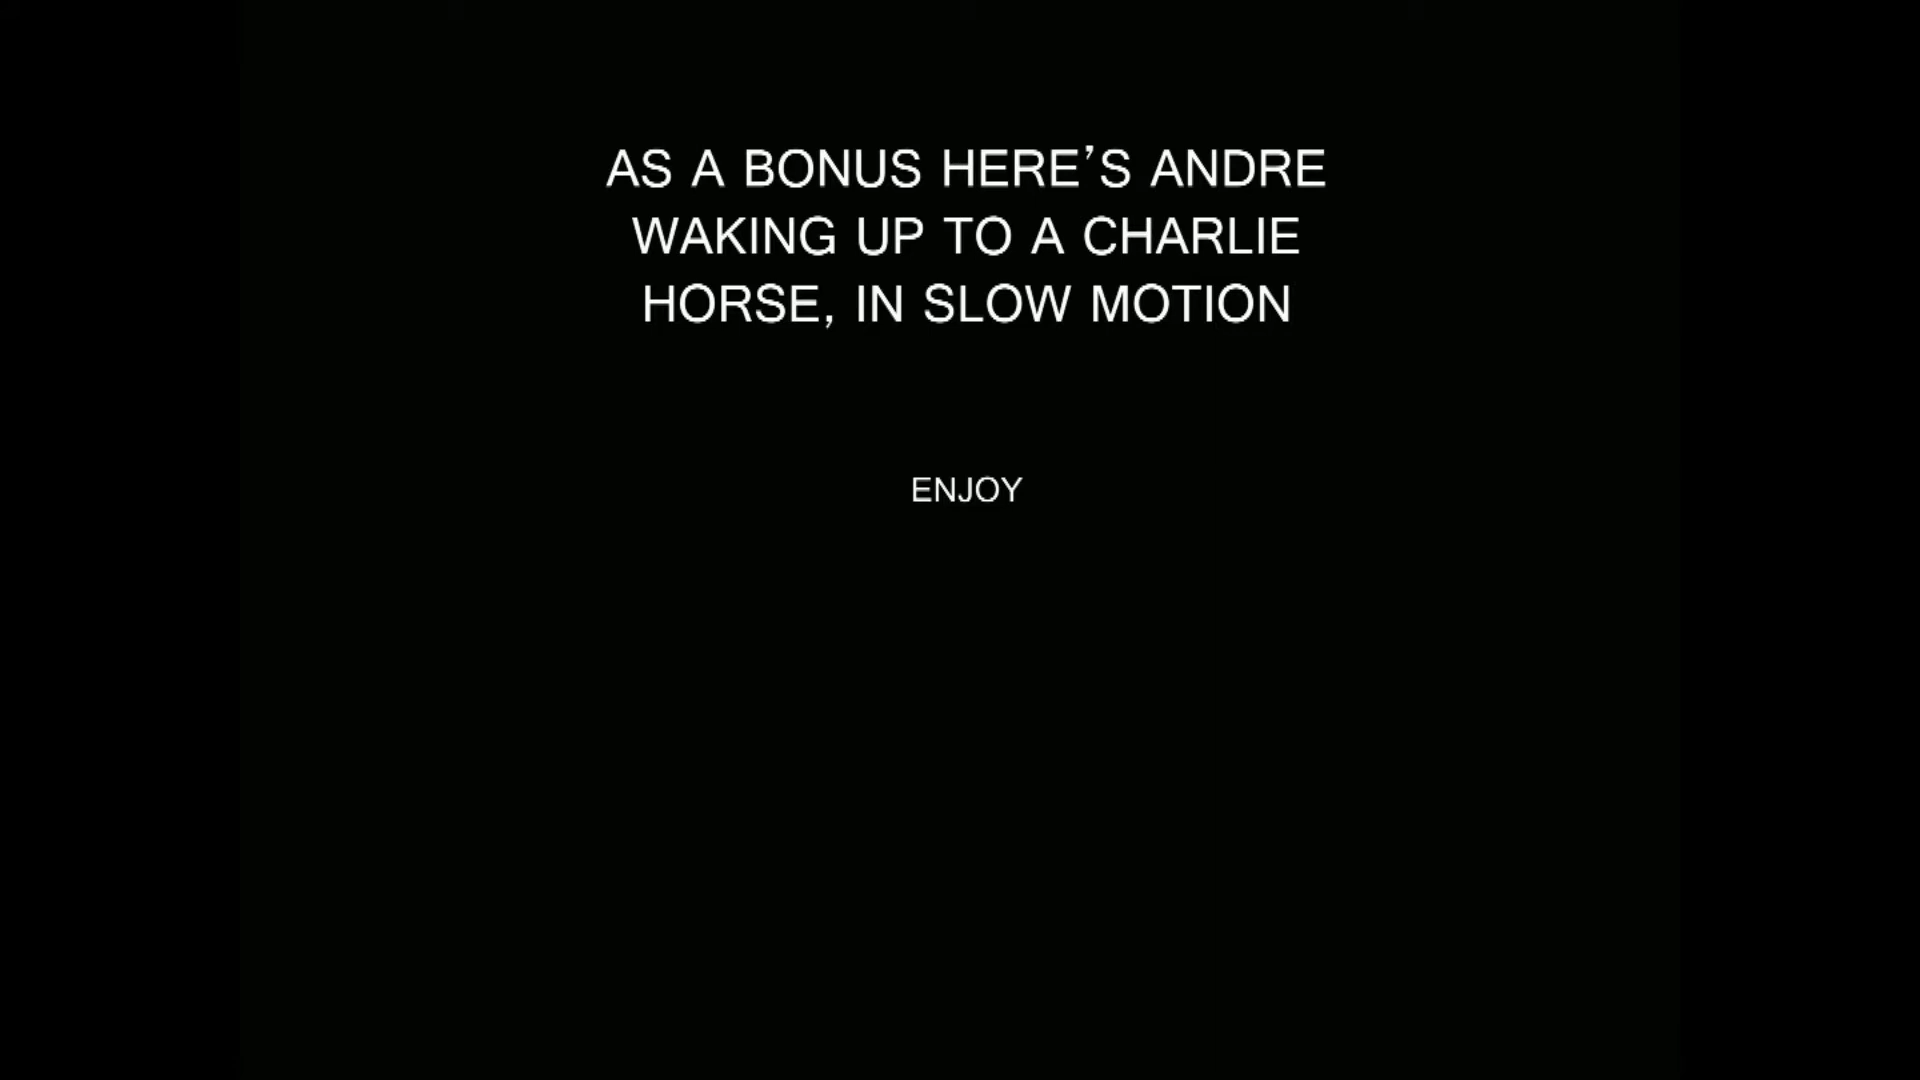 AS A BONUS HERE’S ANDRE
WAKING UP TO A CHARLIE
HORSE, IN SLOW MOTION
ENJOY